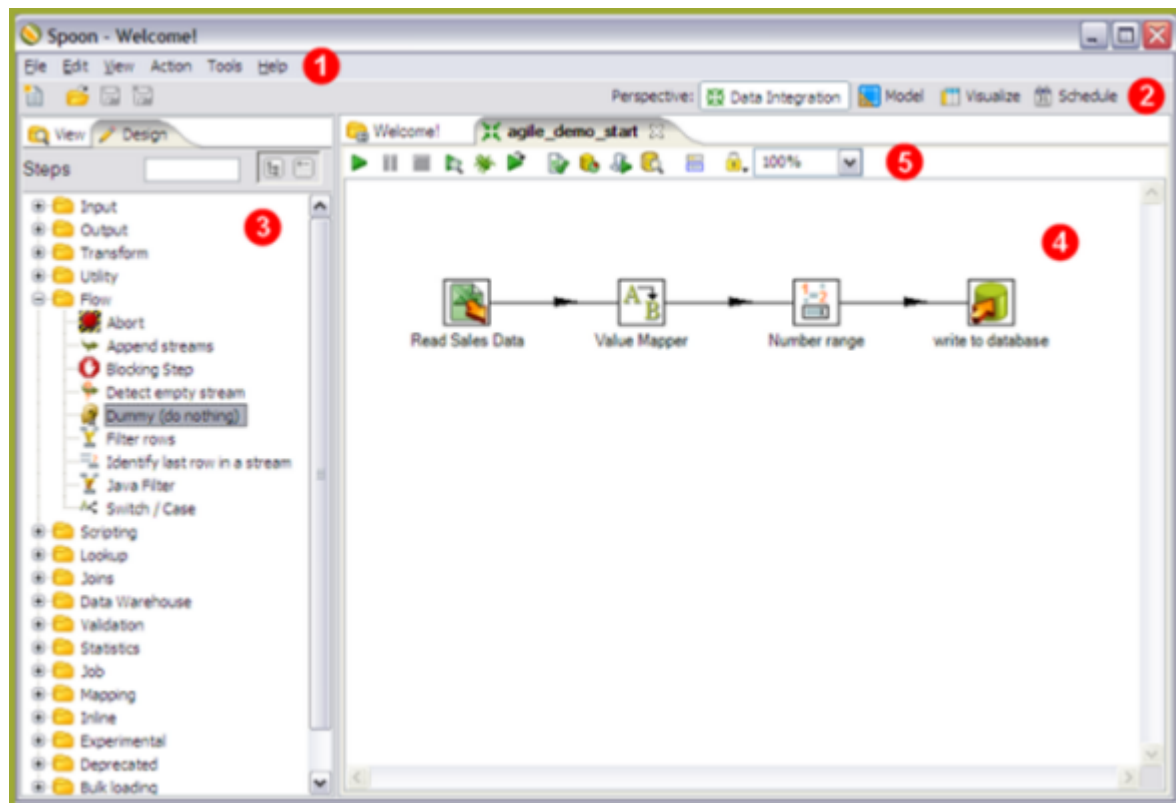 Spoon - Welcome!
File Edit View Action Tools Help 1
Perspective: Data Integration Model Visualize Schedule 2
View Design
Steps
Input
3
Output
Transform
Utility
Flow
Abort
Append streams
Blocking Step
Detect empty stream
Dummy (do nothing)
Filter rows
Identify last row in a stream
Java Filter
Switch / Case
Scripting
Lookup
Joins
Data Warehouse
Validation
Statistics
Job
Mapping
Inline
Experimental
Deprecated
Bulk loading
Welcome! agile_demo_start
100% 5
4
Read Sales Data Value Mapper Number range write to database